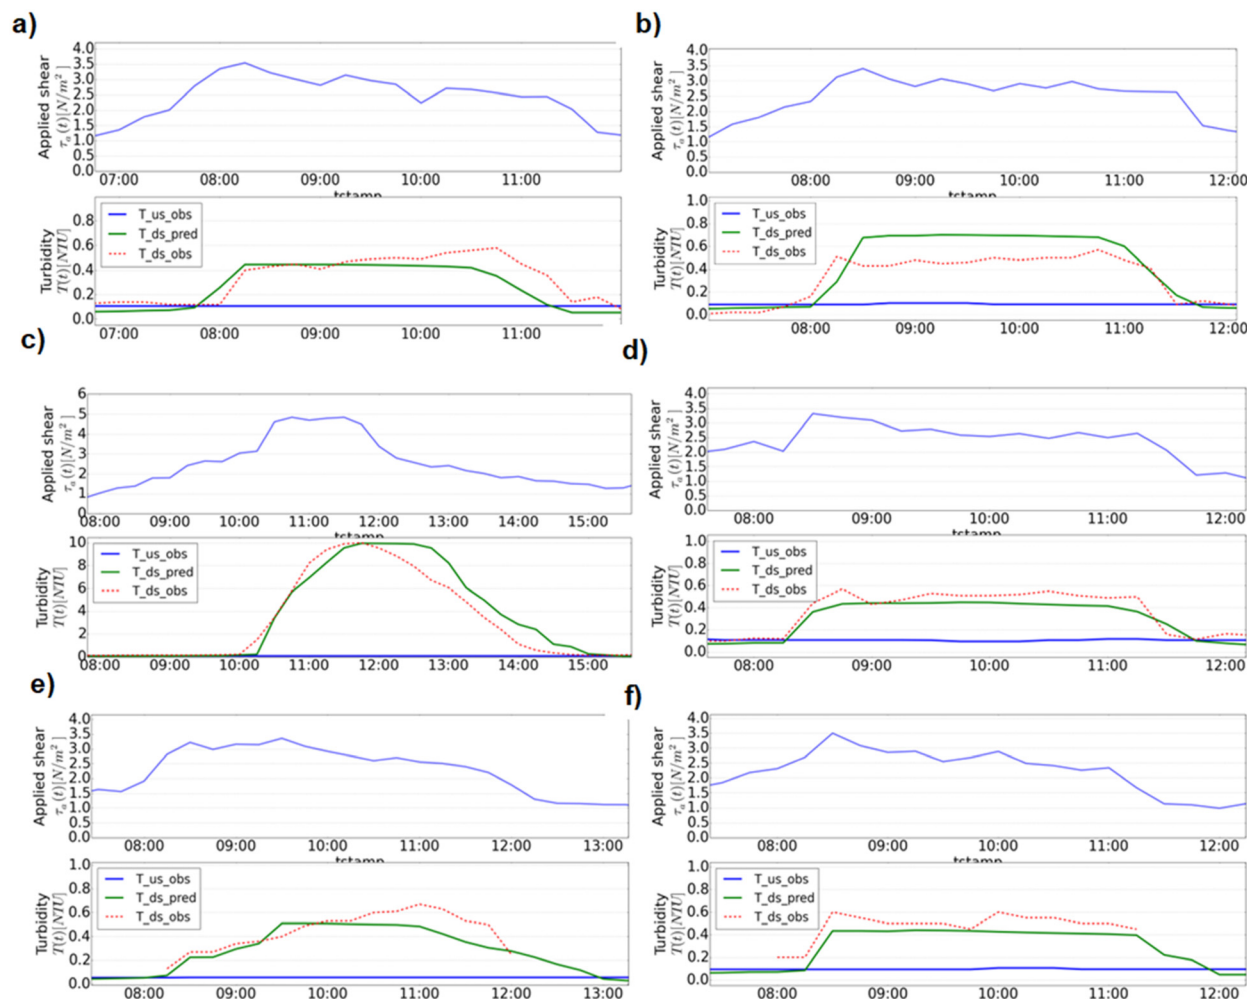 a)
Applied shear
τ_a(t)[N/m²]
4.0
3.5
3.0
2.5
2.0
1.5
1.0
0.5
0.0
07:00 08:00 09:00 10:00 11:00
tstamp
Turbidity
T(t)[NTU]
0.8
0.6
0.4
0.2
0.0
T_us_obs
T_ds_pred
T_ds_obs
07:00 08:00 09:00 10:00 11:00
b)
Applied shear
τ_a(t)[N/m²]
4.0
3.5
3.0
2.5
2.0
1.5
1.0
0.5
0.0
08:00 09:00 10:00 11:00 12:00
tstamp
Turbidity
T(t)[NTU]
1.0
0.8
0.6
0.4
0.2
0.0
T_us_obs
T_ds_pred
T_ds_obs
08:00 09:00 10:00 11:00 12:00
c)
Applied shear
τ_a(t)[N/m²]
6
5
4
3
2
1
0
08:00 09:00 10:00 11:00 12:00 13:00 14:00 15:00
tstamp
Turbidity
T(t)[NTU]
10
8
6
4
2
0
T_us_obs
T_ds_pred
T_ds_obs
08:00 09:00 10:00 11:00 12:00 13:00 14:00 15:00
d)
Applied shear
τ_a(t)[N/m²]
4.0
3.5
3.0
2.5
2.0
1.5
1.0
0.5
0.0
08:00 09:00 10:00 11:00 12:00
tstamp
Turbidity
T(t)[NTU]
1.0
0.8
0.6
0.4
0.2
0.0
T_us_obs
T_ds_pred
T_ds_obs
08:00 09:00 10:00 11:00 12:00
e)
Applied shear
τ_a(t)[N/m²]
4.0
3.5
3.0
2.5
2.0
1.5
1.0
0.5
0.0
08:00 09:00 10:00 11:00 12:00 13:00
tstamp
Turbidity
T(t)[NTU]
1.0
0.8
0.6
0.4
0.2
0.0
T_us_obs
T_ds_pred
T_ds_obs
08:00 09:00 10:00 11:00 12:00 13:00
f)
Applied shear
τ_a(t)[N/m²]
4.0
3.5
3.0
2.5
2.0
1.5
1.0
0.5
0.0
08:00 09:00 10:00 11:00 12:00
tstamp
Turbidity
T(t)[NTU]
1.0
0.8
0.6
0.4
0.2
0.0
T_us_obs
T_ds_pred
T_ds_obs
08:00 09:00 10:00 11:00 12:00